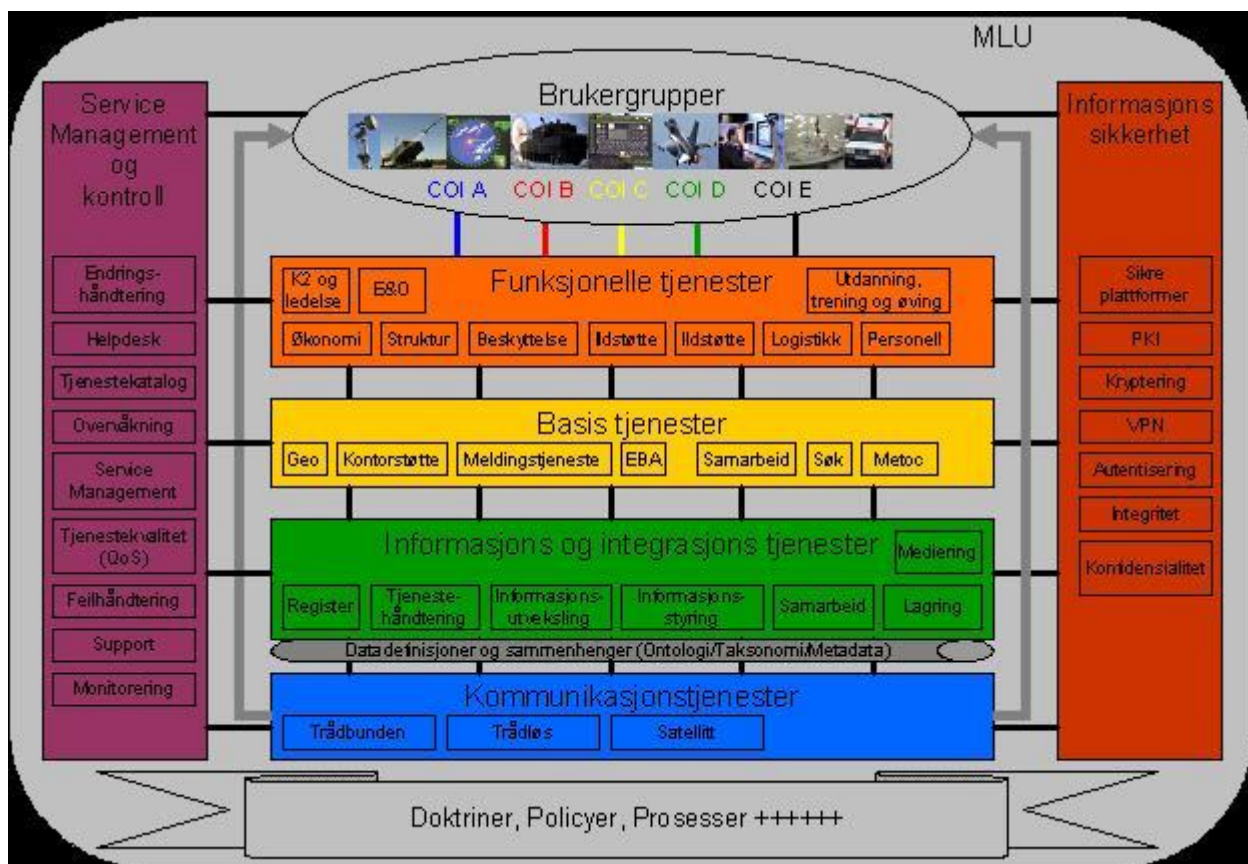 MLU
Service
Management
og
kontroll
Endrings-
håndtering
Helpdesk
Tjenestekatalog
Overvåkning
Service
Management
Tjenestekvalitet
(QoS)
Feilhåndtering
Support
Monitorering
Brukergrupper
COI A COI B COI C COI D COI E
Funksjonelle tjenester
K2 og
ledelse
E&O
Utdanning,
trening og øving
Økonomi Struktur Beskyttelse Ildstøtte Ildstøtte Logistikk Personell
Basis tjenester
Geo Kontorstøtte Meldingstjeneste EBA Samarbeid Søk Metoc
Informasjons og integrasjons tjenester
Mediering
Register
Tjeneste-
håndtering
Informasjons-
utveksling
Informasjons-
styring
Samarbeid
Lagring
Datadefinisjoner og sammenhenger (Ontologi/Taksonomi/Metadata)
Kommunikasjonstjenester
Trådbunden Trådløs Satellitt
Informasjons
sikkerhet
Sikre
plattformer
PKI
Kryptering
VPN
Autentisering
Integritet
Konfidensialitet
Doktriner, Policyer, Prosesser ++++++